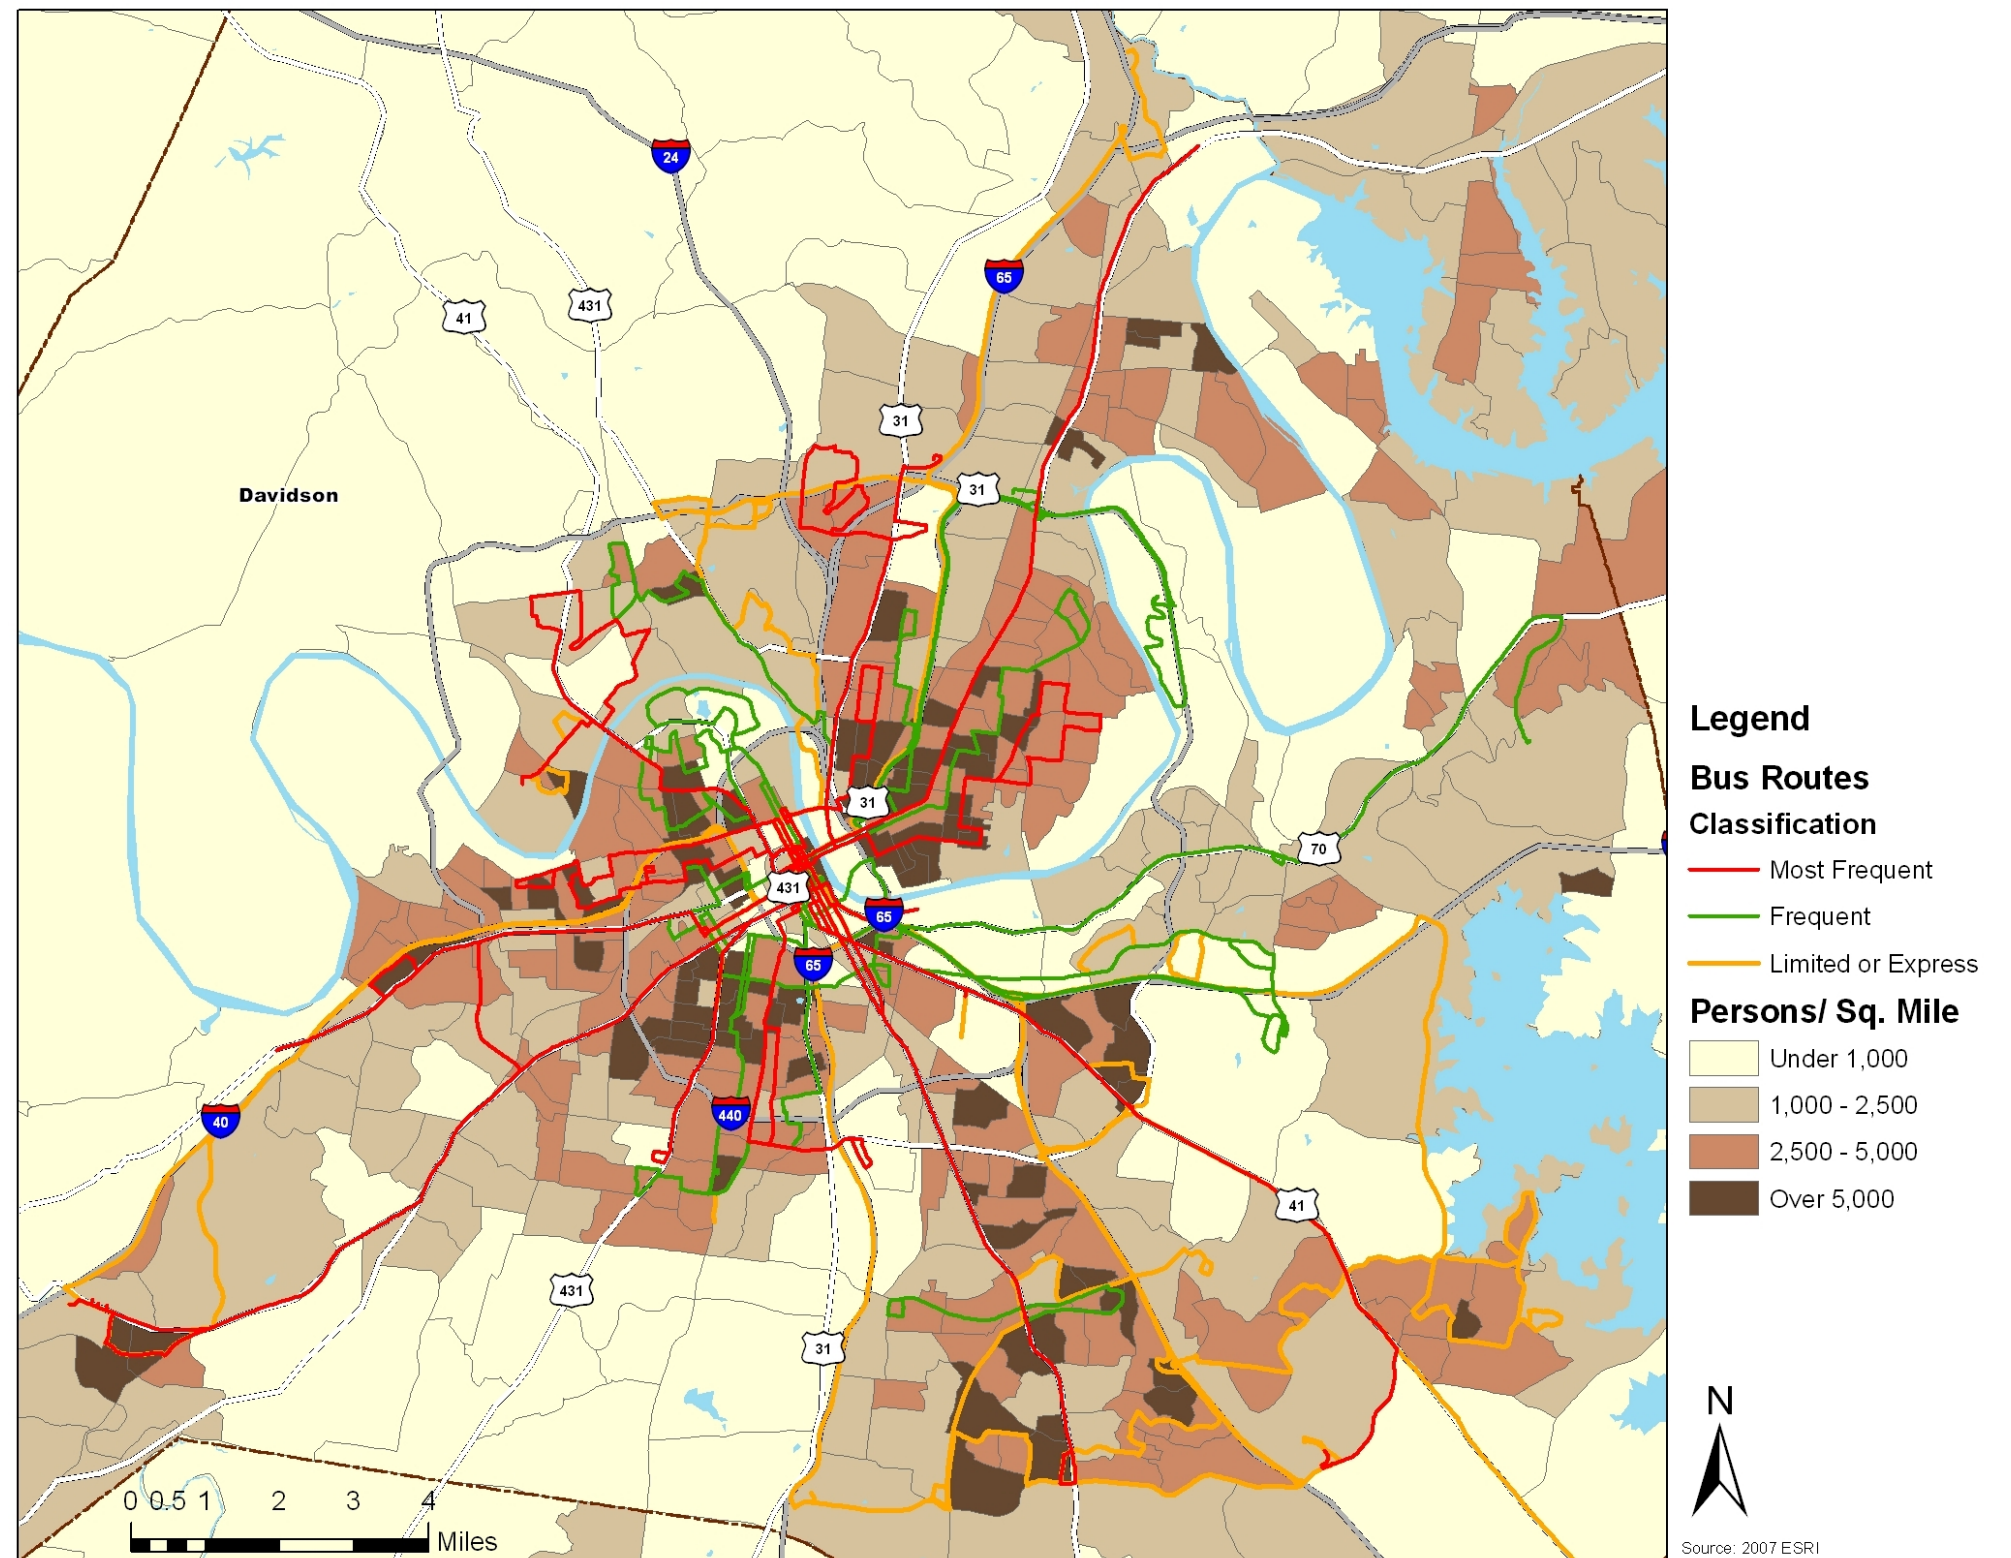 24
65
41
431
31
31
Davidson
31
70
431
65
65
40
440
41
431
31
0 0.5 1 2 3 4
Miles
Legend
Bus Routes
Classification
Most Frequent
Frequent
Limited or Express
Persons/ Sq. Mile
Under 1,000
1,000 - 2,500
2,500 - 5,000
Over 5,000
N
Source: 2007 ESRI